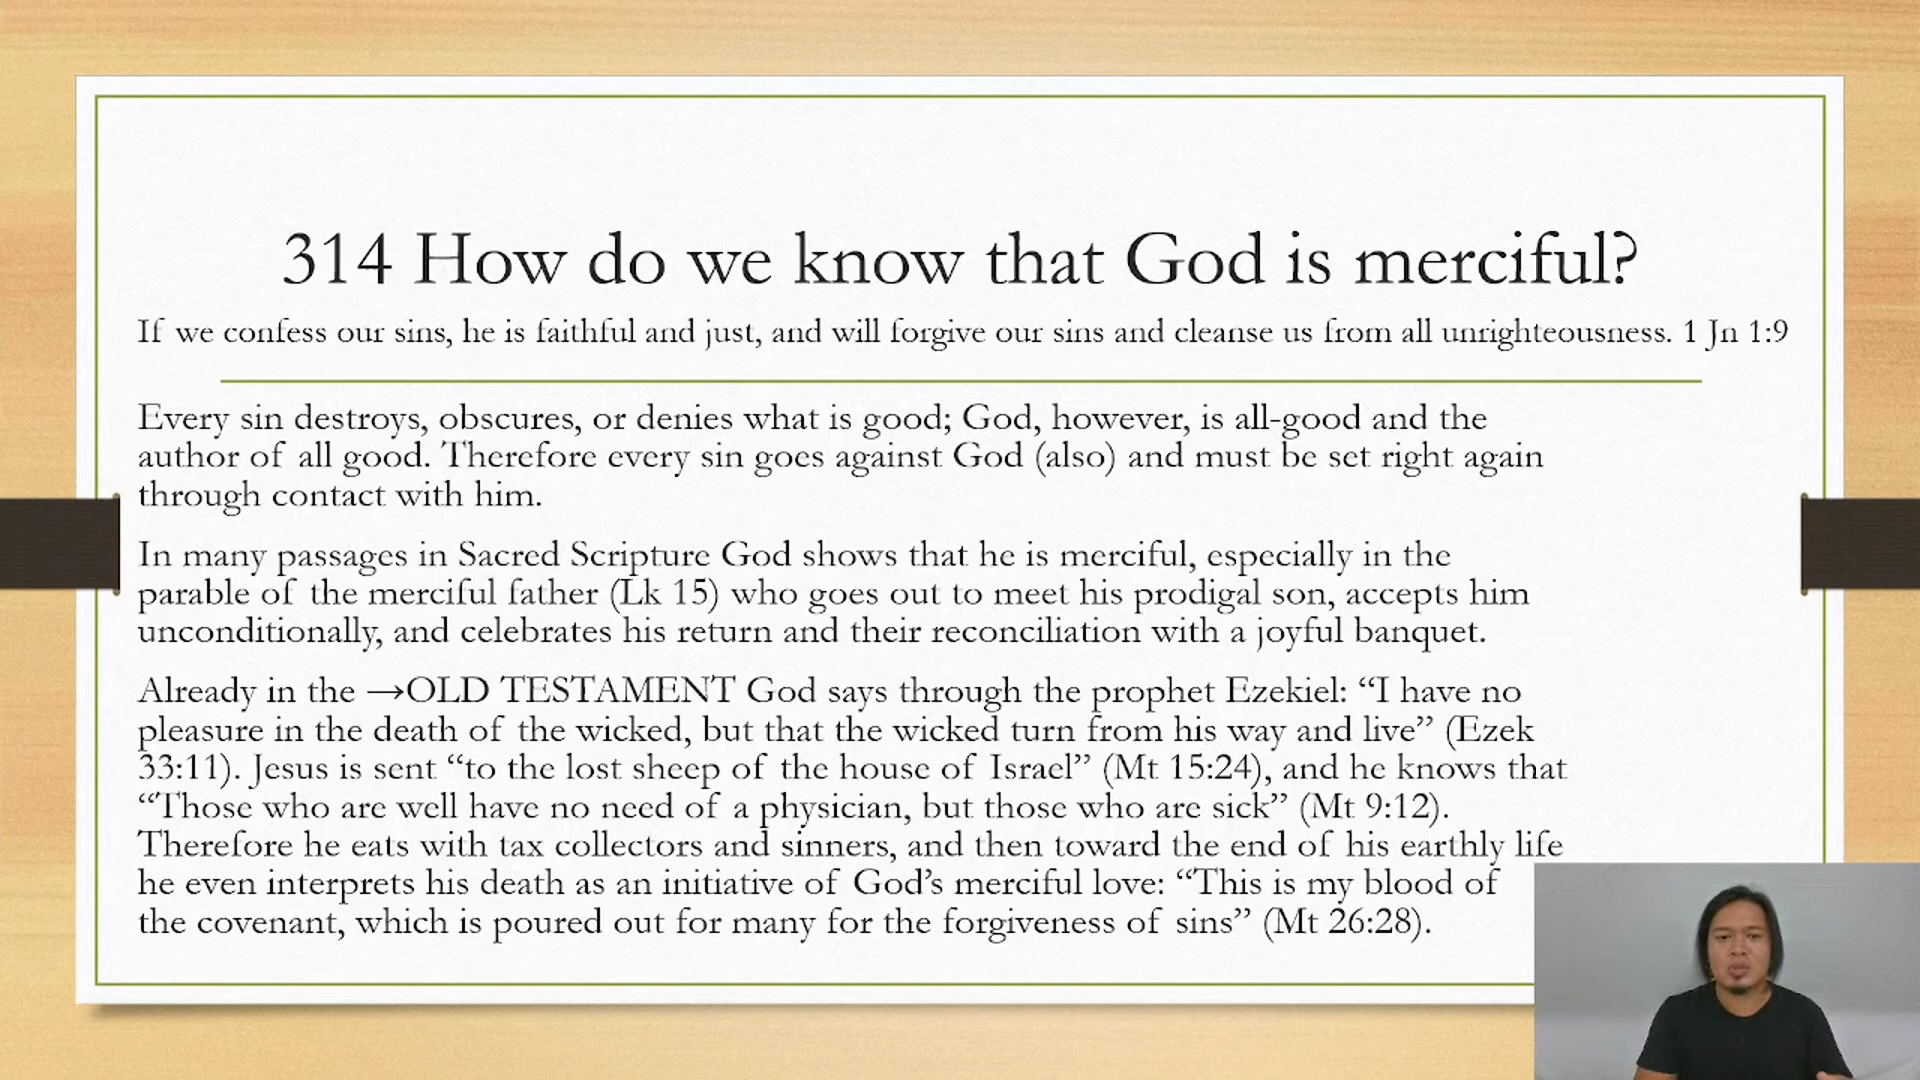 314 How do we know that God is merciful?
If we confess our sins, he is faithful and just, and will forgive our sins and cleanse us from all unrighteousness. 1 Jn 1:9
Every sin destroys, obscures, or denies what is good; God, however, is all-good and the
author of all good. Therefore every sin goes against God (also) and must be set right again
through contact with him.
In many passages in Sacred Scripture God shows that he is merciful, especially in the
parable of the merciful father (Lk 15) who goes out to meet his prodigal son, accepts him
unconditionally, and celebrates his return and their reconciliation with a joyful banquet.
Already in the →OLD TESTAMENT God says through the prophet Ezekiel: “I have no
pleasure in the death of the wicked, but that the wicked turn from his way and live” (Ezek
33:11). Jesus is sent “to the lost sheep of the house of Israel” (Mt 15:24), and he knows that
“Those who are well have no need of a physician, but those who are sick” (Mt 9:12).
Therefore he eats with tax collectors and sinners, and then toward the end of his earthly life
he even interprets his death as an initiative of God’s merciful love: “This is my blood of
the covenant, which is poured out for many for the forgiveness of sins” (Mt 26:28).